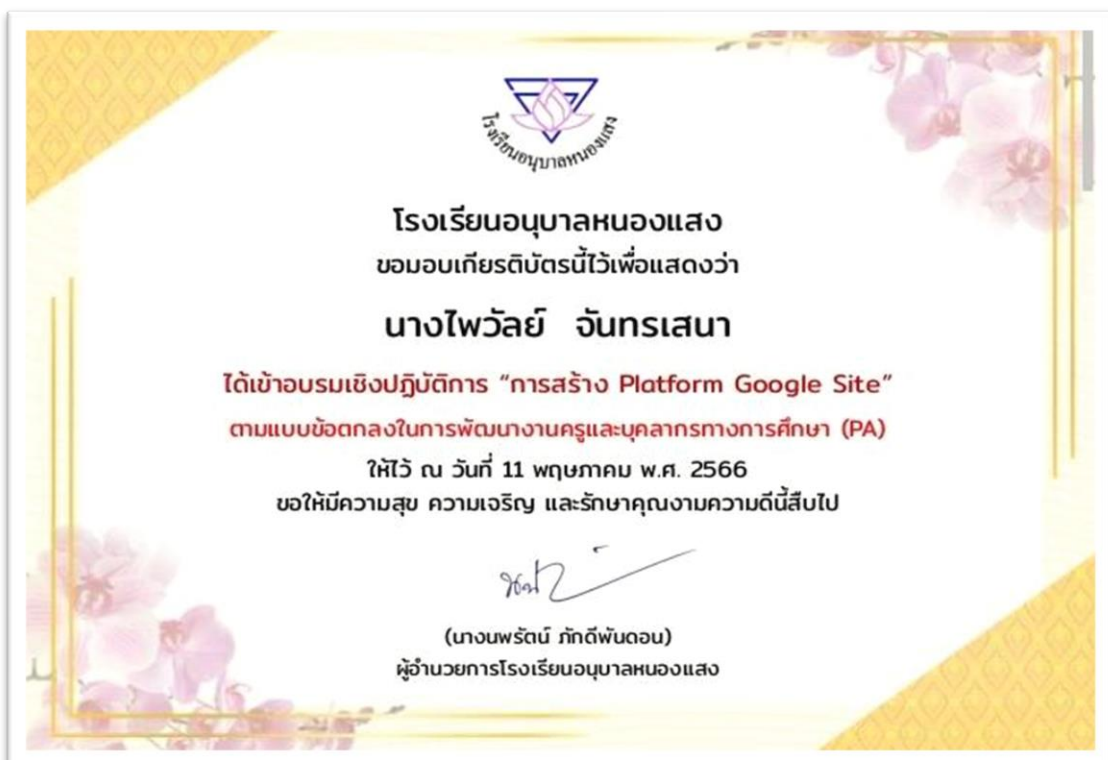 โรงเรียนอนุบาลหนองแสง
โรงเรียนอนุบาลหนองแสง
ขอมอบเกียรติบัตรนี้ไว้เพื่อแสดงว่า
นางไพวัลย์ จันทรเสนา
ได้เข้าอบรมเชิงปฏิบัติการ “การสร้าง Platform Google Site”
ตามแบบข้อตกลงในการพัฒนางานครูและบุคลากรทางการศึกษา (PA)
ให้ไว้ ณ วันที่ 11 พฤษภาคม พ.ศ. 2566
ขอให้มีความสุข ความเจริญ และรักษาคุณงามความดีนี้สืบไป
(นางนพรัตน์ ภักดีพันดอน)
ผู้อำนวยการโรงเรียนอนุบาลหนองแสง